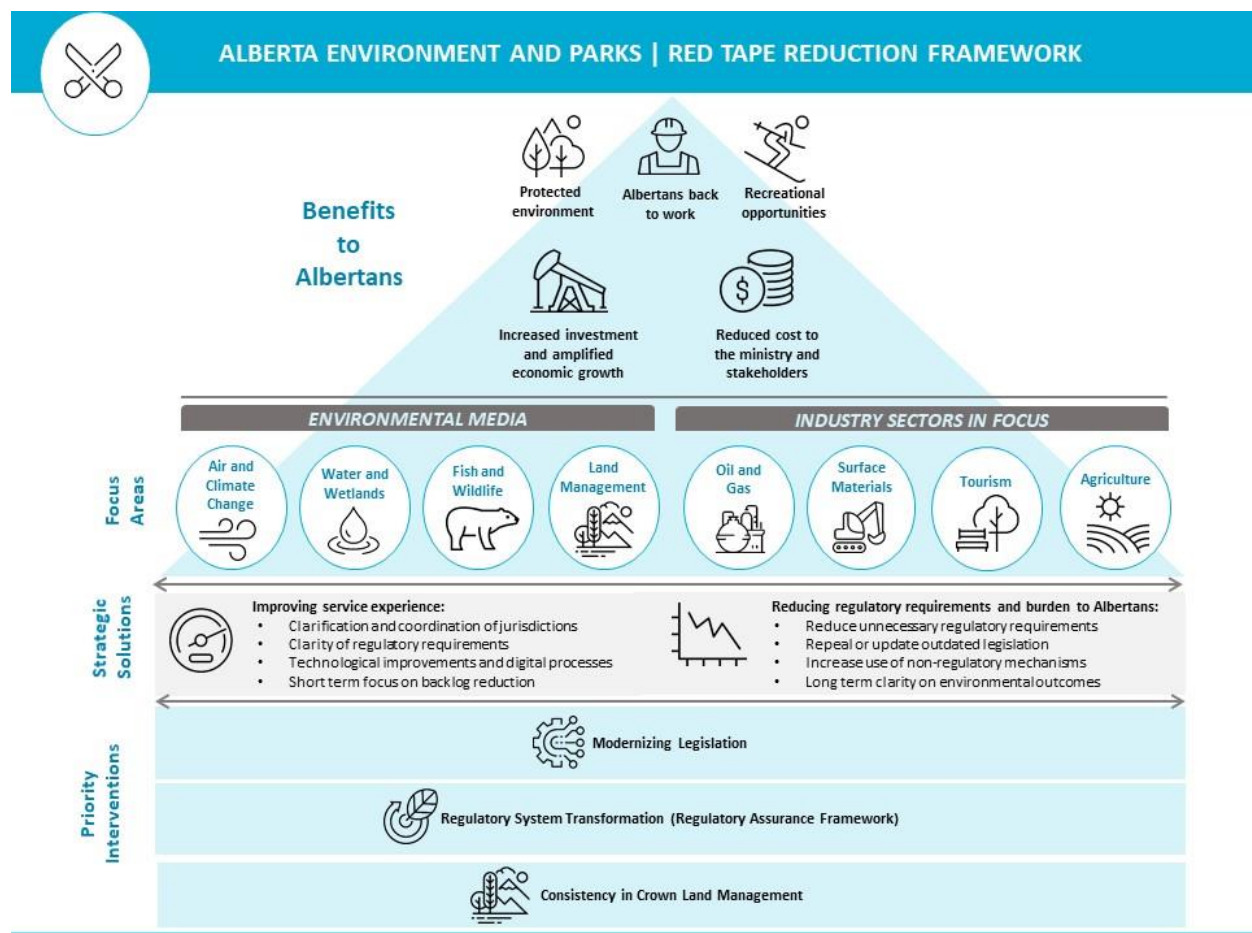 ALBERTA ENVIRONMENT AND PARKS | RED TAPE REDUCTION FRAMEWORK
Benefits
to
Albertans
Protected
environment
Albertans back
to work
Recreational
opportunities
Increased investment
and amplified
economic growth
$
Reduced cost to
the ministry and
stakeholders
ENVIRONMENTAL MEDIA
INDUSTRY SECTORS IN FOCUS
Focus
Areas
Air and
Climate
Change
Water and
Wetlands
Fish and
Wildlife
Land
Management
Oil and
Gas
Surface
Materials
Tourism
Agriculture
Strategic
Solutions
Improving service experience:
• Clarification and coordination of jurisdictions
• Clarity of regulatory requirements
• Technological improvements and digital processes
• Short term focus on backlog reduction
Reducing regulatory requirements and burden to Albertans:
• Reduce unnecessary regulatory requirements
• Repeal or update outdated legislation
• Increase use of non-regulatory mechanisms
• Long term clarity on environmental outcomes
Priority
Interventions
Modernizing Legislation
Regulatory System Transformation (Regulatory Assurance Framework)
Consistency in Crown Land Management